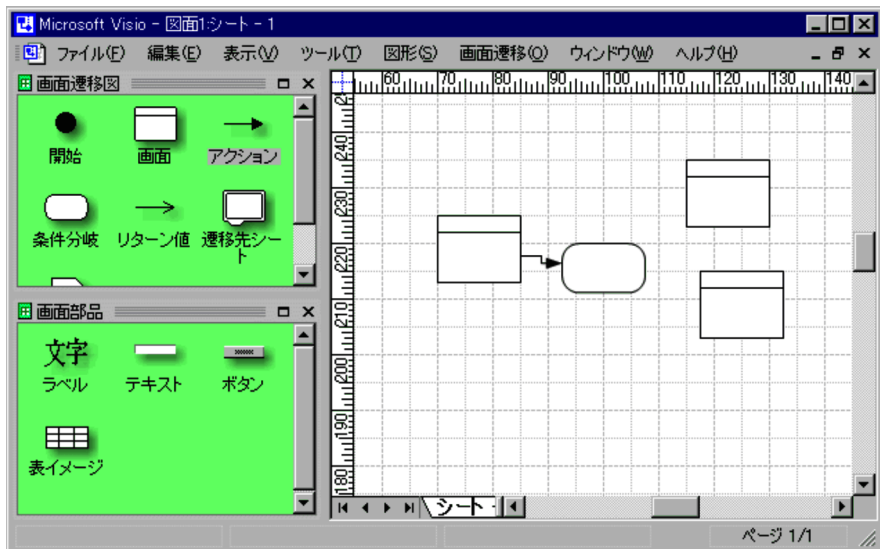 Microsoft Visio - 図面1:シート - 1
ファイル(F) 編集(E) 表示(V) ツール(T) 図形(S) 画面遷移(O) ウィンドウ(W) ヘルプ(H)
画面遷移図
開始 画面 アクション
条件分岐 リターン値 遷移先シート
画面部品
文字
ラベル テキスト ボタン
表イメージ
60 70 80 90 100 110 120 130 140
240
230
220
210
200
190
180
シート
ページ 1/1